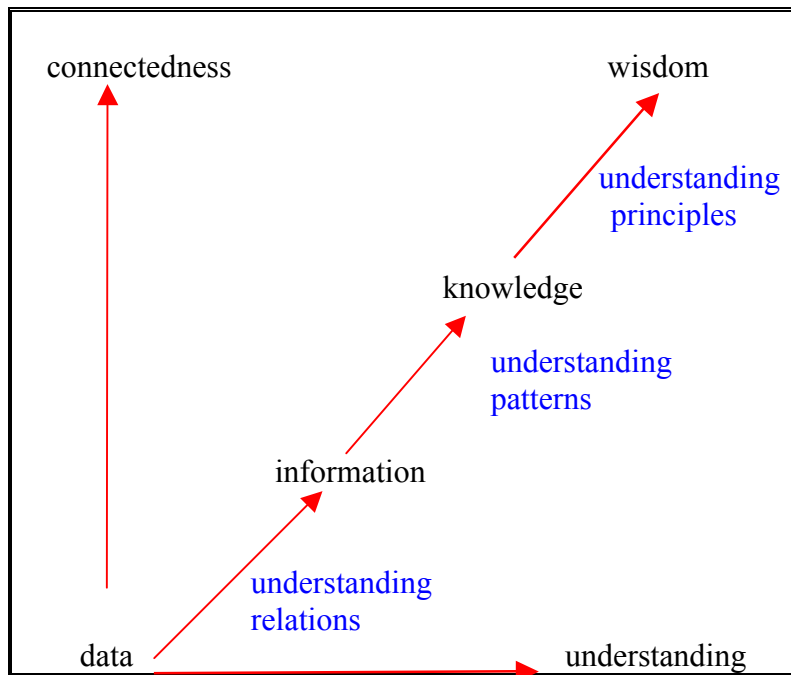 connectedness
wisdom
understanding
principles
knowledge
understanding
patterns
information
understanding
relations
data
understanding